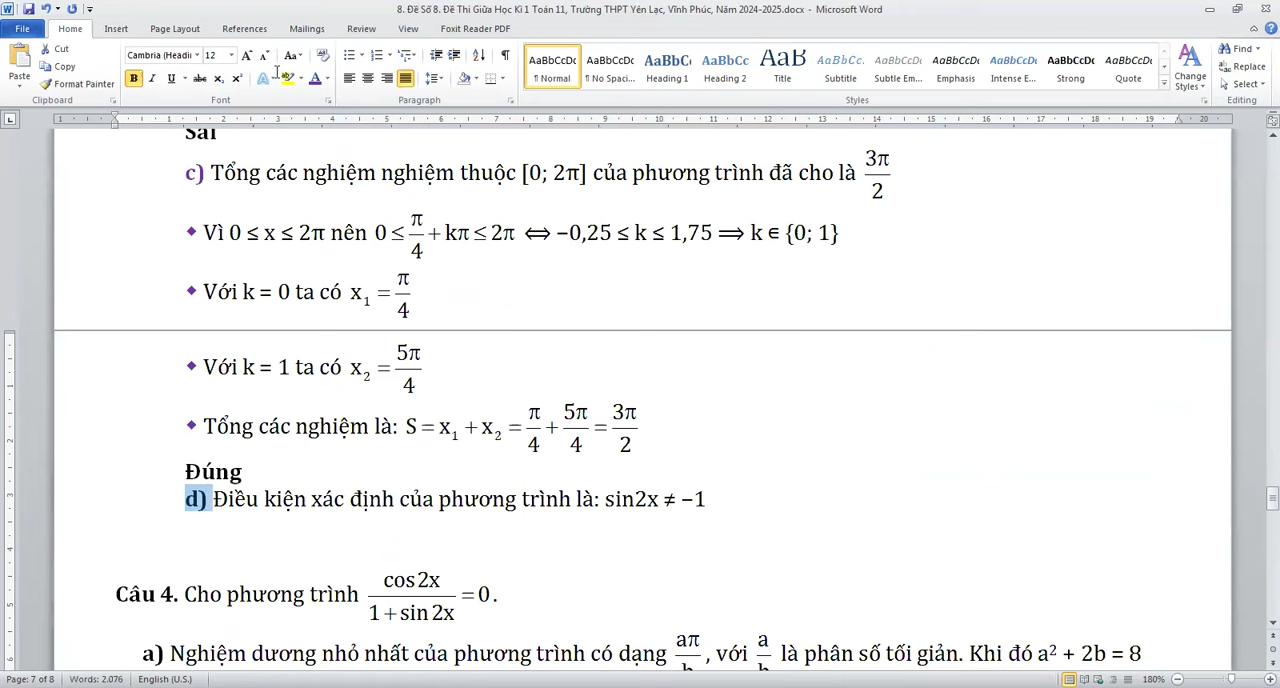 8. Đề Số 8. Đề Thi Giữa Học Kì 1 Toán 11, Trường THPT Yên Lạc, Vĩnh Phúc, Năm 2024-2025.docx - Microsoft Word
File Home Insert Page Layout References Mailings Review View Foxit Reader PDF
Cut
Copy
Format Painter
Paste
Clipboard
Cambria (Headi 12
Font
Paragraph
AaBbCcDc AaBbCcDc AaBbC AaBbCc AaB AaBbCc. AaBbCcDc AaBbCcDc AaBbCcDc AaBbCcDc AaBbCcDc
¶ Normal ¶ No Spaci... Heading 1 Heading 2 Title Subtitle Subtle Em... Emphasis Intense E... Strong Quote
Change Styles
Styles
Find
Replace
Select
Editing
Sai
c) Tổng các nghiệm nghiệm thuộc [0; 2π] của phương trình đã cho là 3π/2
Vì 0 ≤ x ≤ 2π nên 0 ≤ π/4 + kπ ≤ 2π ⟺ −0,25 ≤ k ≤ 1,75 ⟹ k ∈ {0; 1}
Với k = 0 ta có x₁ = π/4
Với k = 1 ta có x₂ = 5π/4
Tổng các nghiệm là: S = x₁ + x₂ = π/4 + 5π/4 = 3π/2
Đúng
d) Điều kiện xác định của phương trình là: sin2x ≠ −1
Câu 4. Cho phương trình cos2x/(1 + sin2x) = 0.
a) Nghiệm dương nhỏ nhất của phương trình có dạng aπ/b, với a/b là phân số tối giản. Khi đó a² + 2b = 8
Page: 7 of 8 Words: 2.076 English (U.S.) 180%